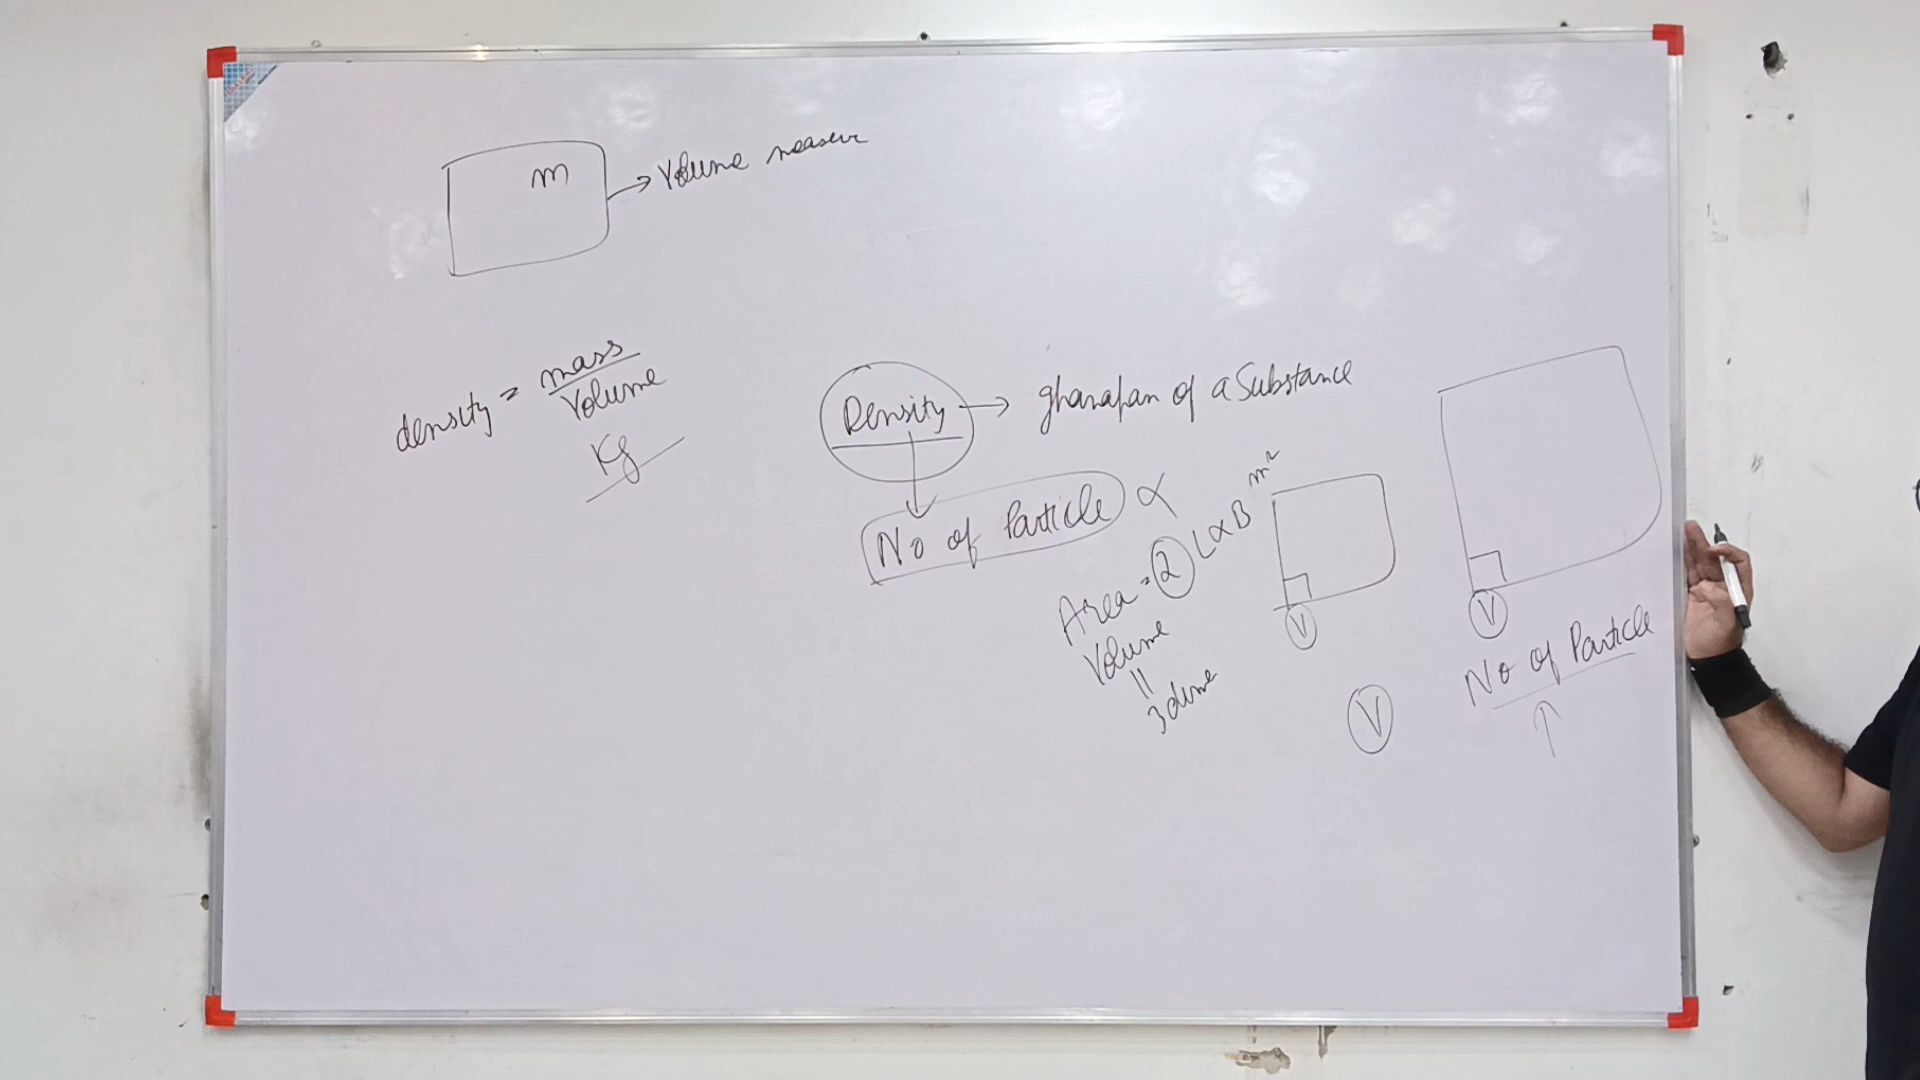 m → Volume measur
density = mass
Volume
Kg
Density → ghanapan of a Substance
No of Particle ∝
Area = 2 L×B m²
Volume
=
3 dime
V
V
V
No of Particle
↑